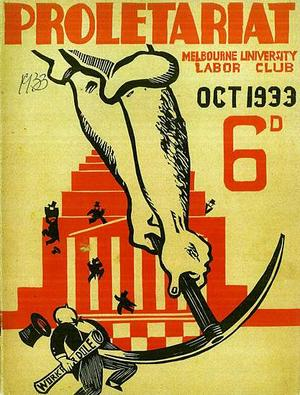 PROLETARIAT
MELBOURNE UNIVERSITY
LABOR CLUB
1933
OCT 1933
6D
WORK DOLE